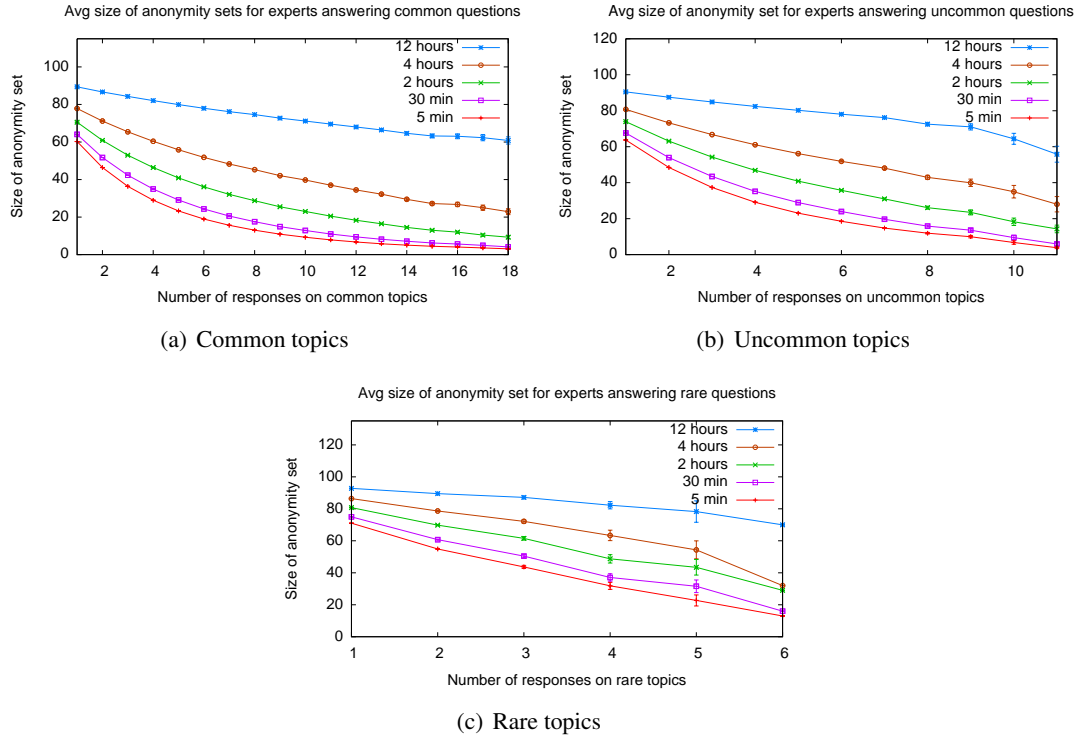 Avg size of anonymity sets for experts answering common questions
Size of anonymity set
0
20
40
60
80
100
2
4
6
8
10
12
14
16
18
12 hours
4 hours
2 hours
30 min
5 min
Number of responses on common topics
(a) Common topics
Avg size of anonymity set for experts answering uncommon questions
Size of anonymity set
0
20
40
60
80
100
120
2
4
6
8
10
12 hours
4 hours
2 hours
30 min
5 min
Number of responses on uncommon topics
(b) Uncommon topics
Avg size of anonymity set for experts answering rare questions
Size of anonymity set
0
20
40
60
80
100
120
1
2
3
4
5
6
12 hours
4 hours
2 hours
30 min
5 min
Number of responses on rare topics
(c) Rare topics